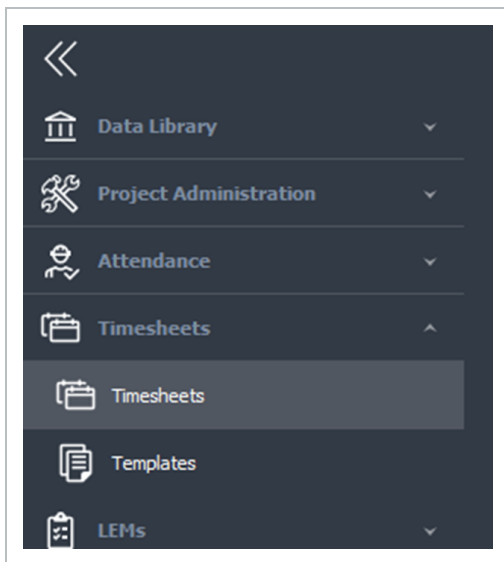 Data Library
Project Administration
Attendance
Timesheets
Timesheets
Templates
LEMs